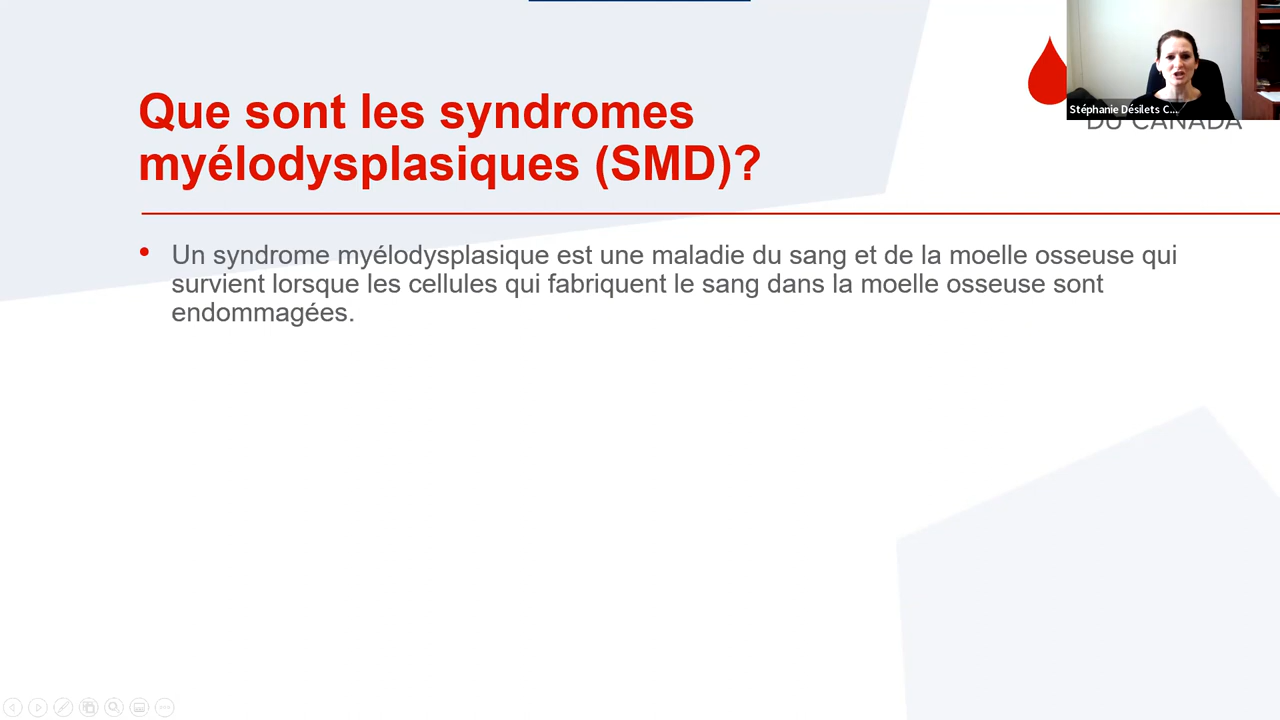 Que sont les syndromes
myélodysplasiques (SMD)?
Stéphanie Désilets C...
DU CANADA
Un syndrome myélodysplasique est une maladie du sang et de la moelle osseuse qui
survient lorsque les cellules qui fabriquent le sang dans la moelle osseuse sont
endommagées.